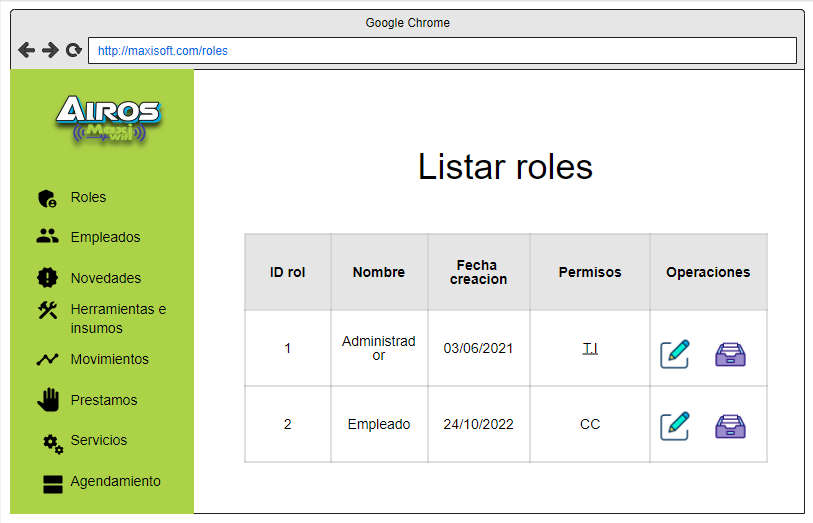 Google Chrome
http://maxisoft.com/roles
AIROS
Maxi
wifi
Roles
Empleados
Novedades
Herramientas e
insumos
Movimientos
Prestamos
Servicios
Agendamiento
Listar roles
ID rol Nombre Fecha creacion Permisos Operaciones
1 Administrad or 03/06/2021 T.I
2 Empleado 24/10/2022 CC